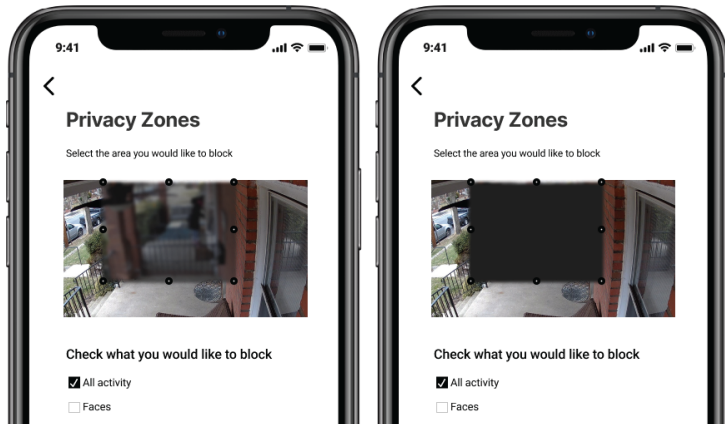 9:41
Privacy Zones
Select the area you would like to block
Check what you would like to block
All activity
Faces
9:41
Privacy Zones
Select the area you would like to block
Check what you would like to block
All activity
Faces